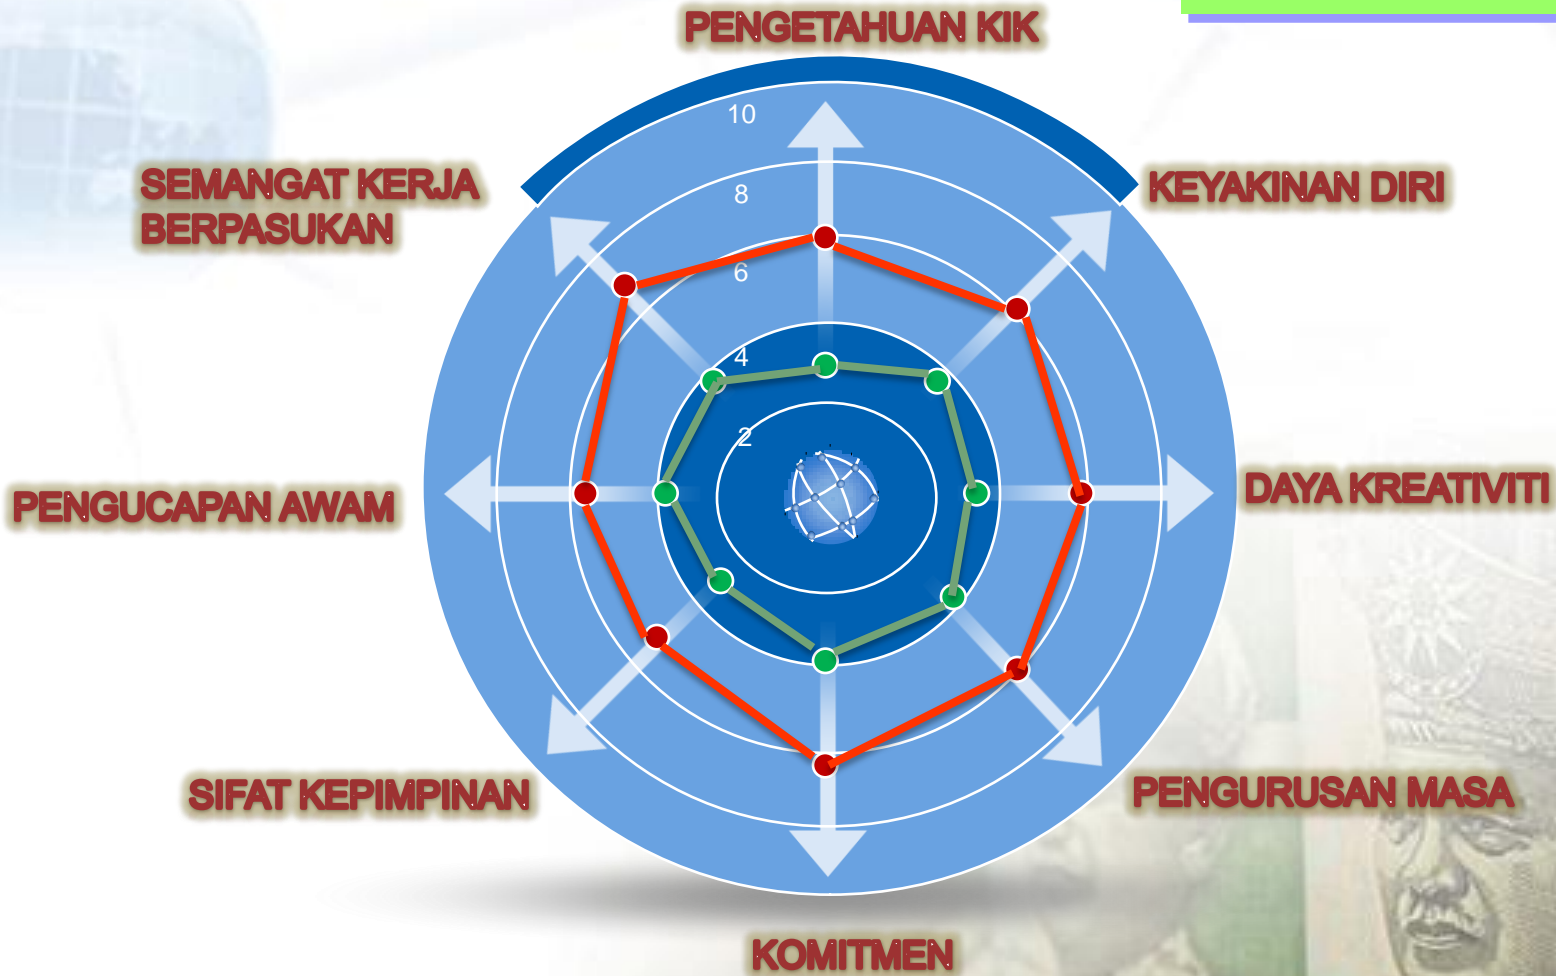 PENGETAHUAN KIK
10
SEMANGAT KERJA
BERPASUKAN
KEYAKINAN DIRI
8
6
4
2
PENGUCAPAN AWAM
DAYA KREATIVITI
SIFAT KEPIMPINAN
PENGURUSAN MASA
KOMITMEN